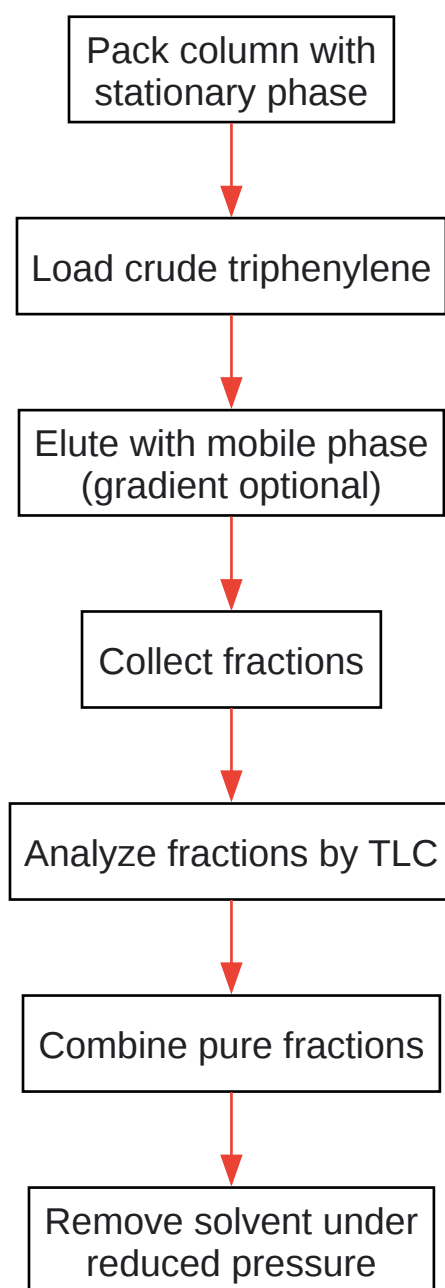 Pack column with
stationary phase
Load crude triphenylene
Elute with mobile phase
(gradient optional)
Collect fractions
Analyze fractions by TLC
Combine pure fractions
Remove solvent under
reduced pressure